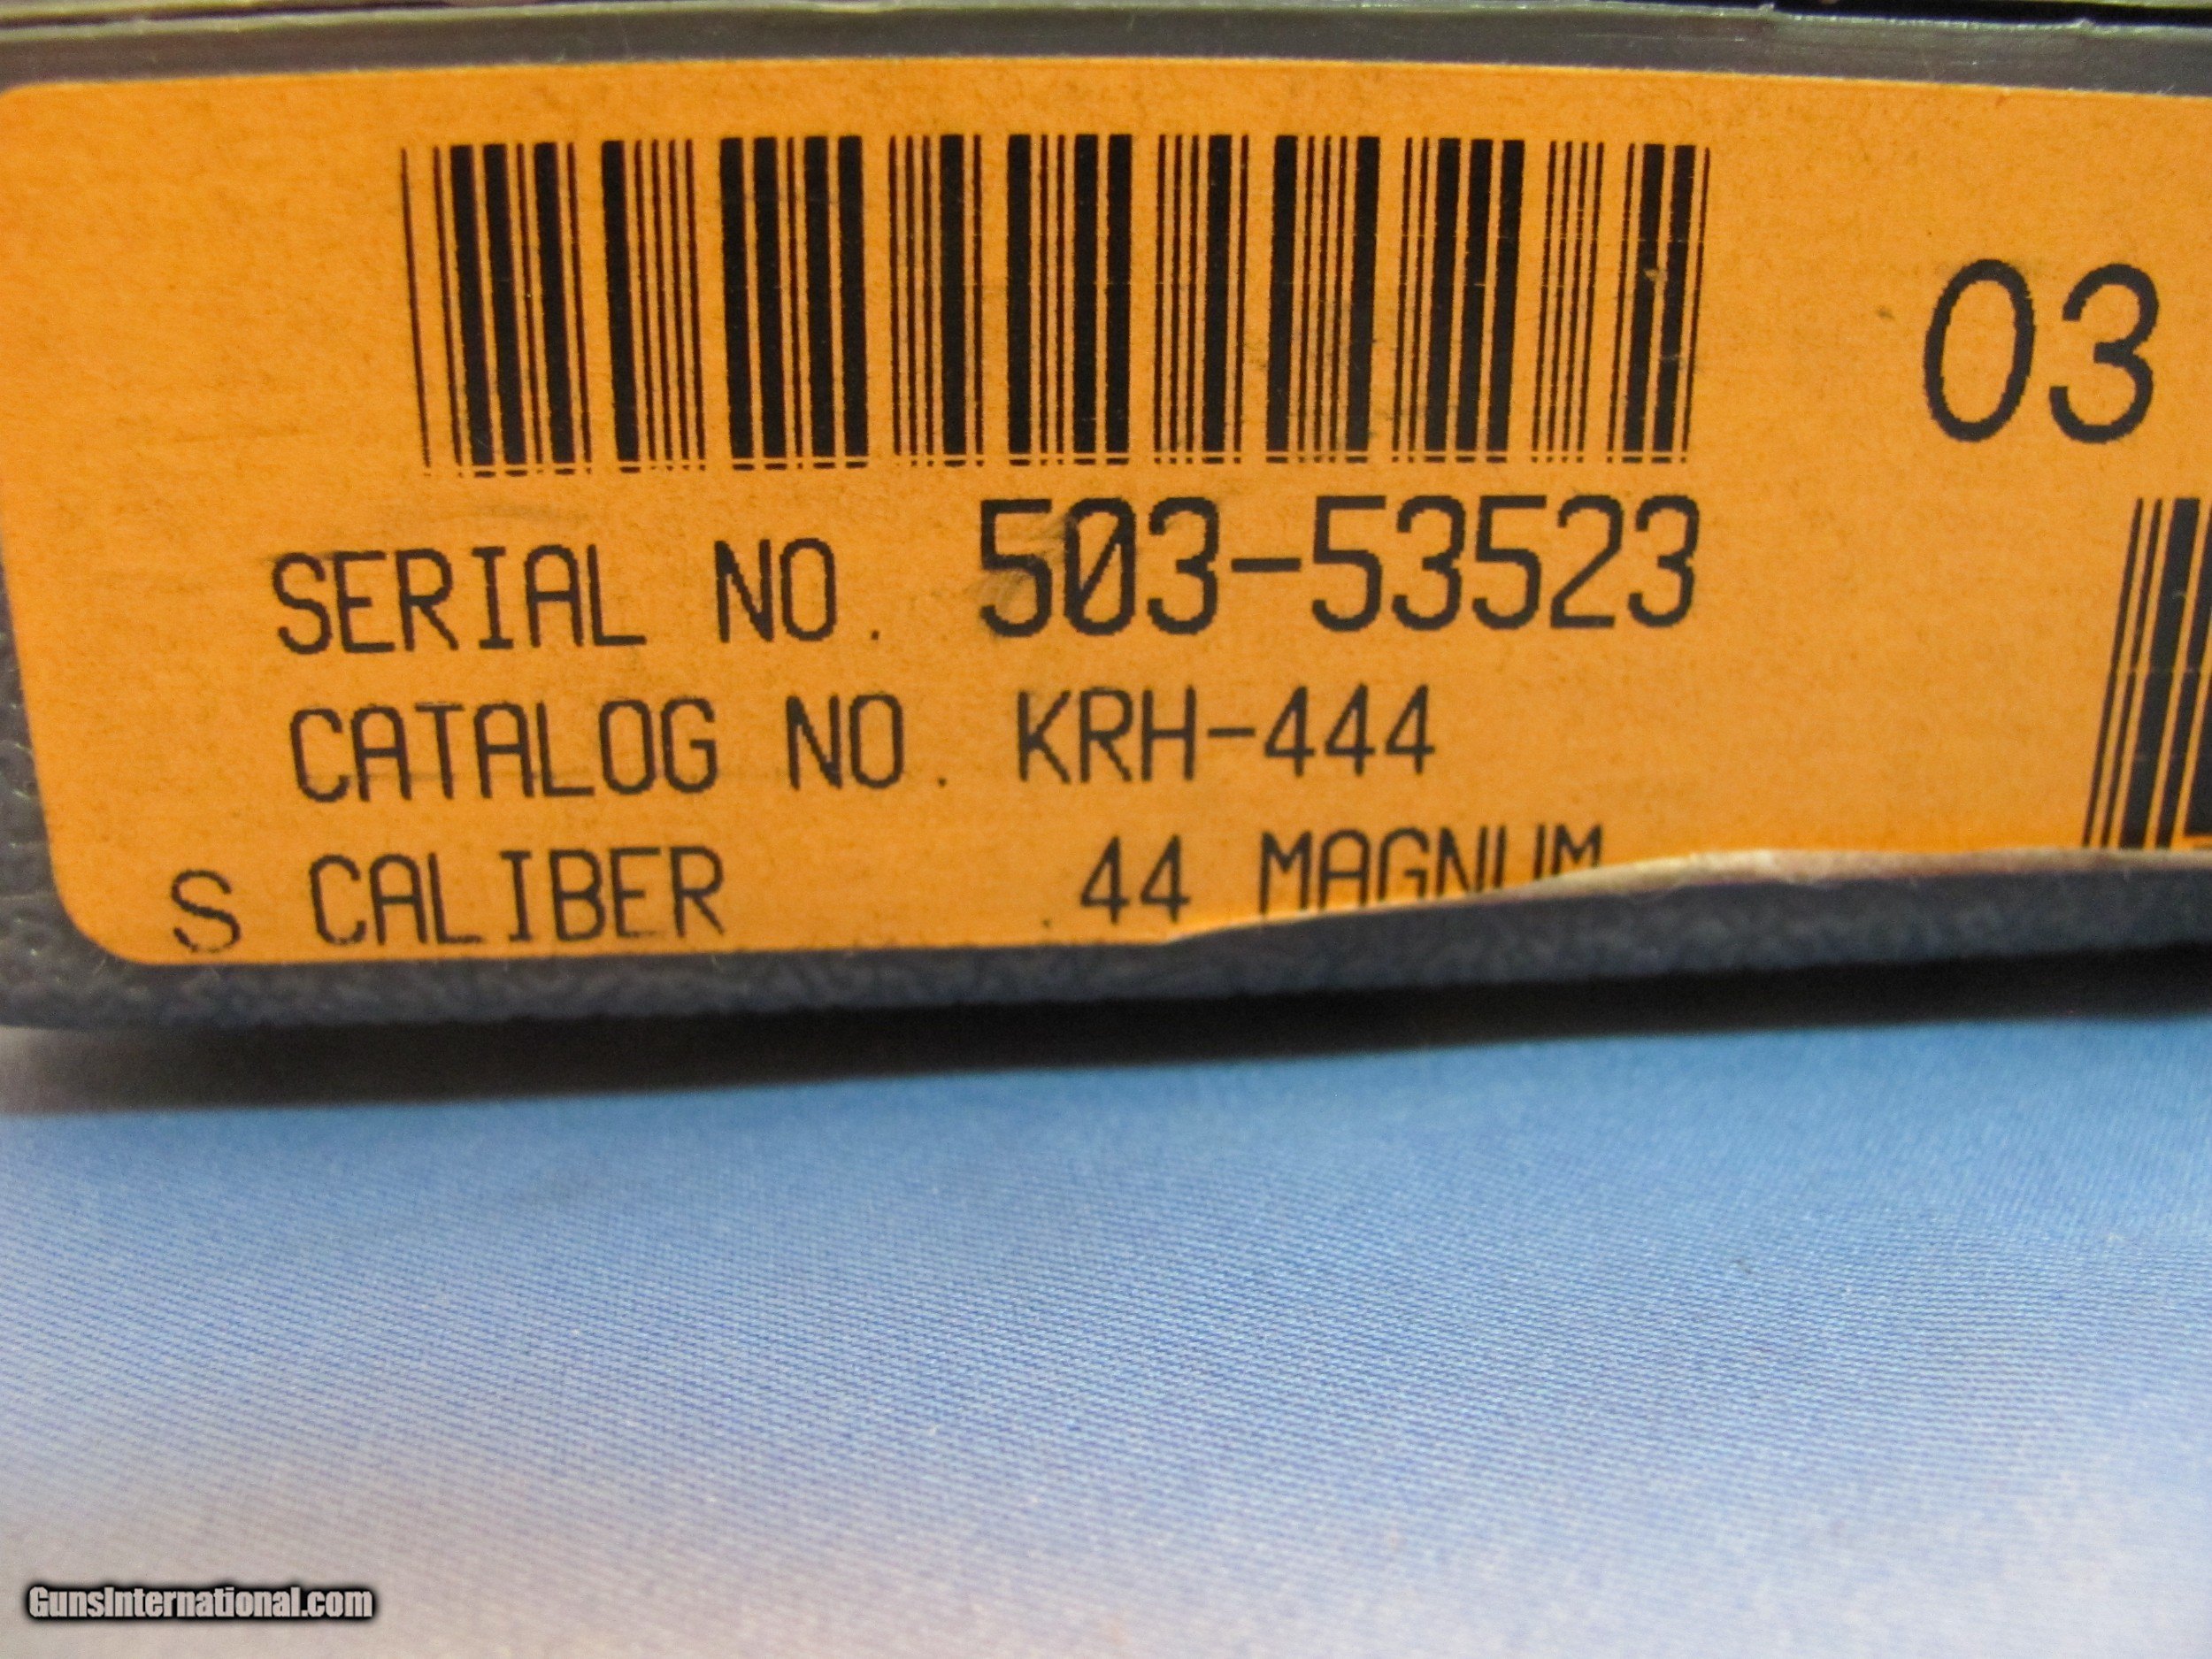 03
SERIAL NO. 503-53523
CATALOG NO. KRH-444
S CALIBER .44 MAGNUM
GunsInternational.com